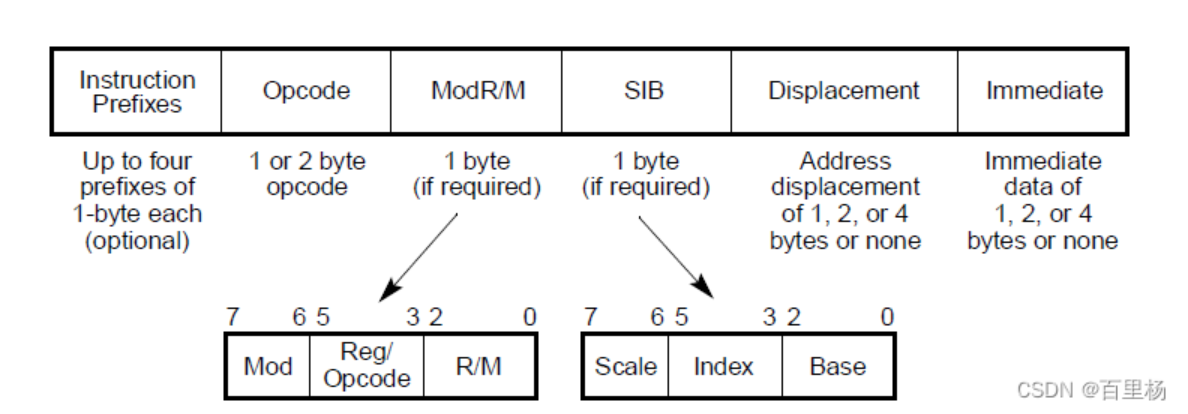 Instruction
Prefixes
Opcode
ModR/M
SIB
Displacement
Immediate
Up to four
prefixes of
1-byte each
(optional)
1 or 2 byte
opcode
1 byte
(if required)
1 byte
(if required)
Address
displacement
of 1, 2, or 4
bytes or none
Immediate
data of
1, 2, or 4
bytes or none
7 6 5 3 2 0
Mod
Reg/
Opcode
R/M
7 6 5 3 2 0
Scale
Index
Base
CSDN @百里杨